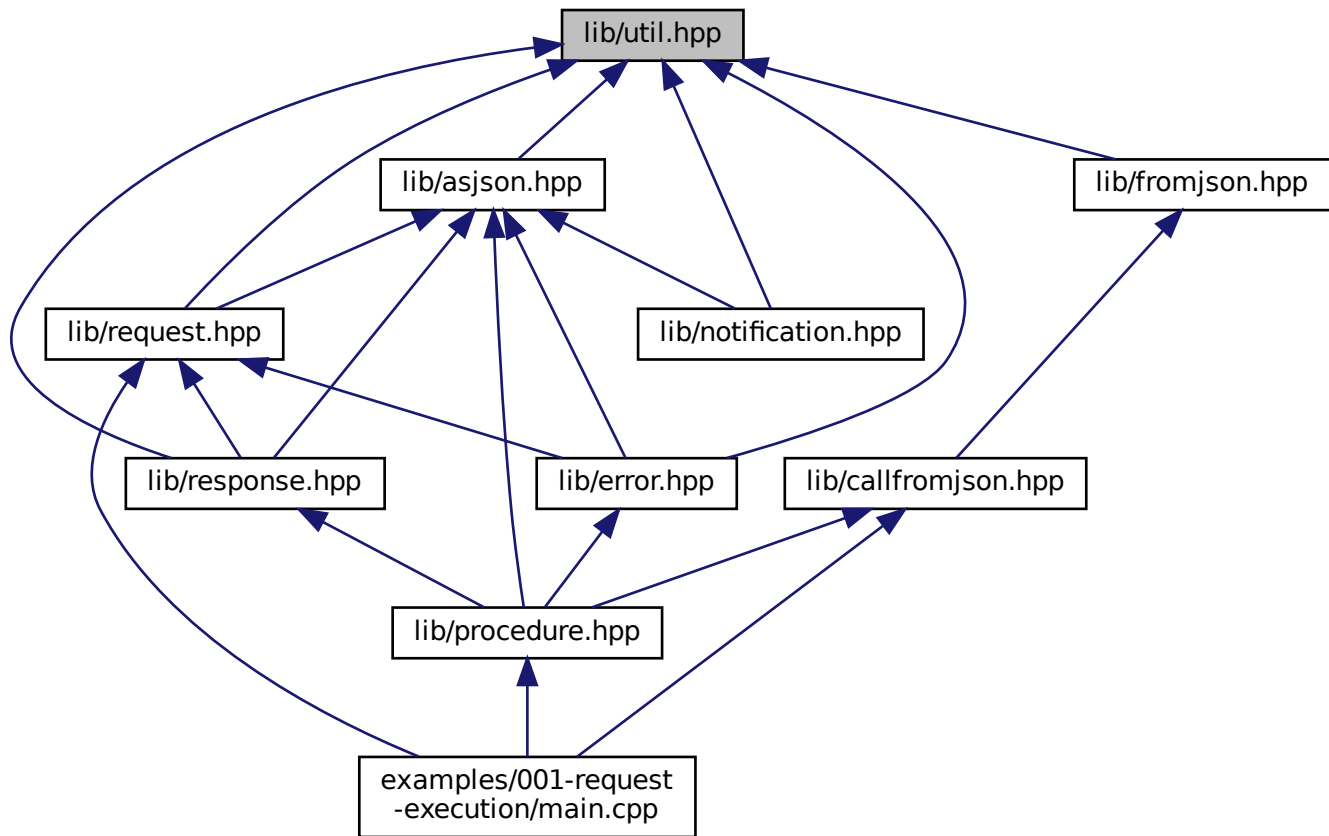 lib/util.hpp
lib/asjson.hpp
lib/fromjson.hpp
lib/request.hpp
lib/notification.hpp
lib/response.hpp
lib/error.hpp
lib/callfromjson.hpp
lib/procedure.hpp
examples/001-request
-execution/main.cpp